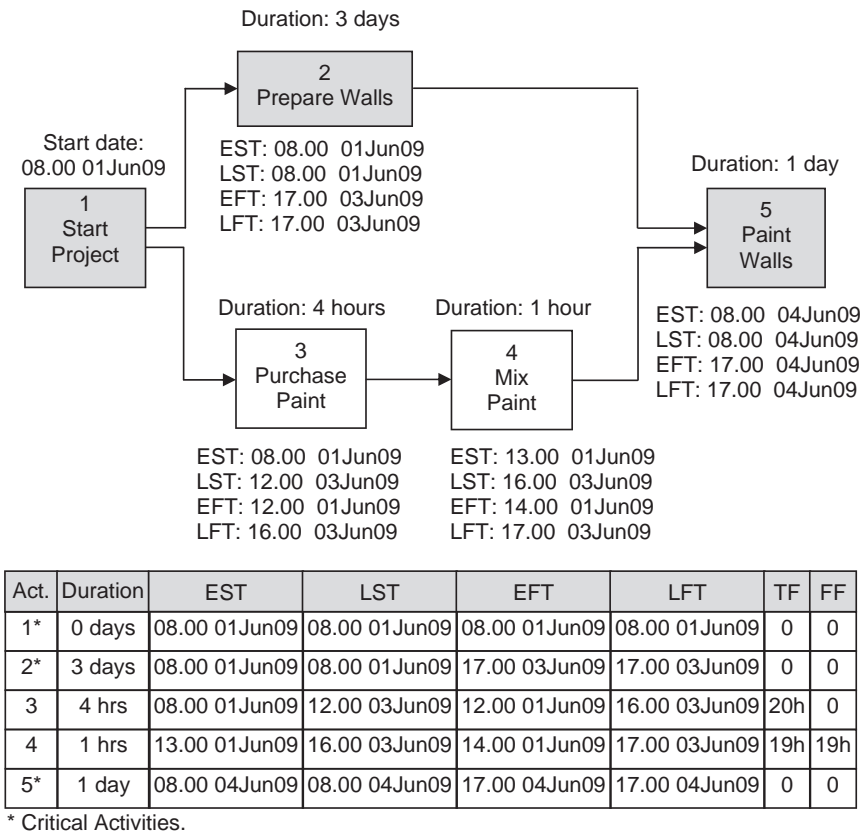 Duration: 3 days
2
Prepare Walls
EST: 08.00 01Jun09
LST: 08.00 01Jun09
EFT: 17.00 03Jun09
LFT: 17.00 03Jun09
Start date:
08.00 01Jun09
1
Start
Project
Duration: 1 day
5
Paint
Walls
EST: 08.00 04Jun09
LST: 08.00 04Jun09
EFT: 17.00 04Jun09
LFT: 17.00 04Jun09
Duration: 4 hours
3
Purchase
Paint
EST: 08.00 01Jun09
LST: 12.00 03Jun09
EFT: 12.00 01Jun09
LFT: 16.00 03Jun09
Duration: 1 hour
4
Mix
Paint
EST: 13.00 01Jun09
LST: 16.00 03Jun09
EFT: 14.00 01Jun09
LFT: 17.00 03Jun09
Act. Duration EST LST EFT LFT TF FF
1* 0 days 08.00 01Jun09 08.00 01Jun09 08.00 01Jun09 08.00 01Jun09 0 0
2* 3 days 08.00 01Jun09 08.00 01Jun09 17.00 03Jun09 17.00 03Jun09 0 0
3 4 hrs 08.00 01Jun09 12.00 03Jun09 12.00 01Jun09 16.00 03Jun09 20h 0
4 1 hrs 13.00 01Jun09 16.00 03Jun09 14.00 01Jun09 17.00 03Jun09 19h 19h
5* 1 day 08.00 04Jun09 08.00 04Jun09 17.00 04Jun09 17.00 04Jun09 0 0
* Critical Activities.